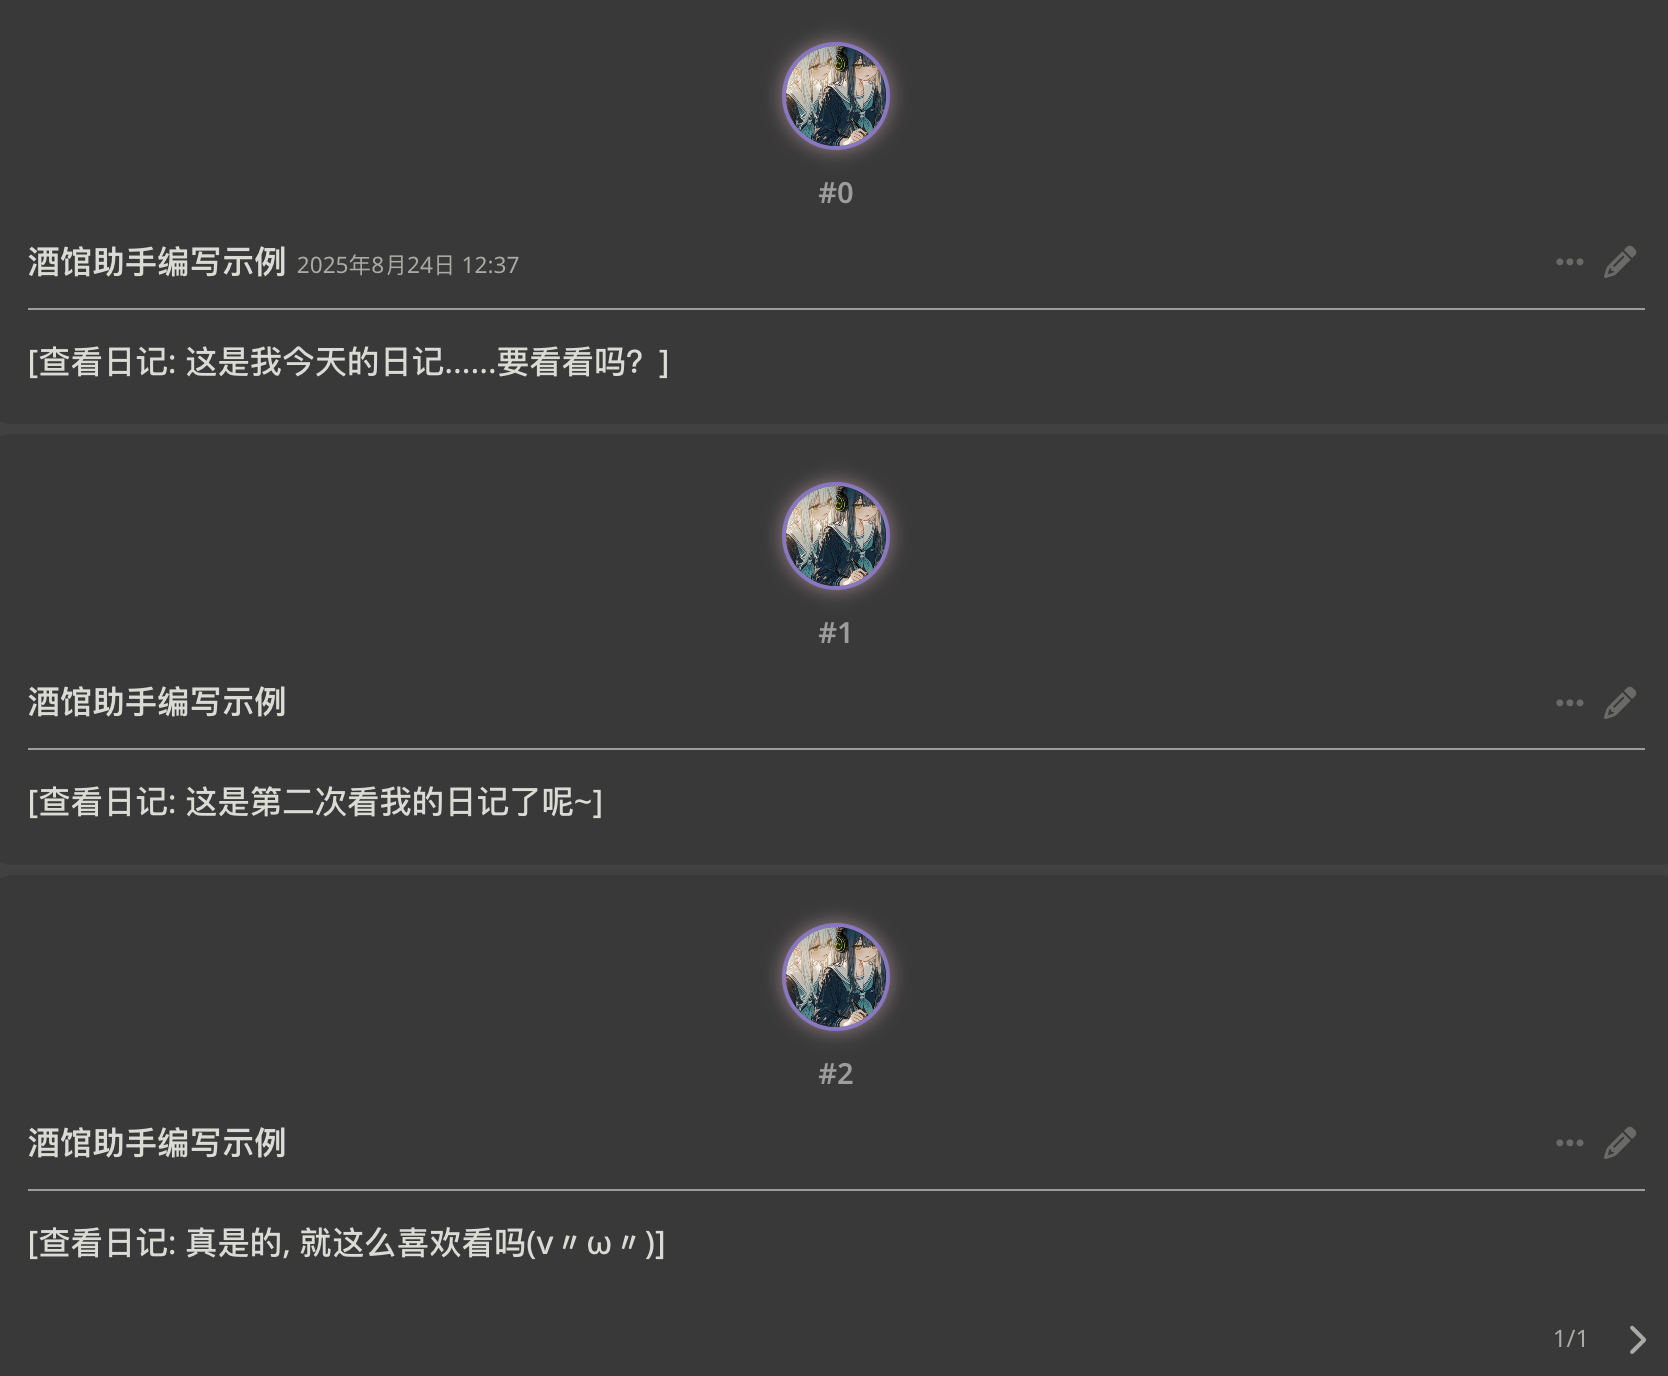 #0
酒馆助手编写示例 2025年8月24日 12:37
[查看日记: 这是我今天的日记......要看看吗？]
#1
酒馆助手编写示例
[查看日记: 这是第二次看我的日记了呢~]
#2
酒馆助手编写示例
[查看日记: 真是的, 就这么喜欢看吗(v〃ω〃)]
1/1